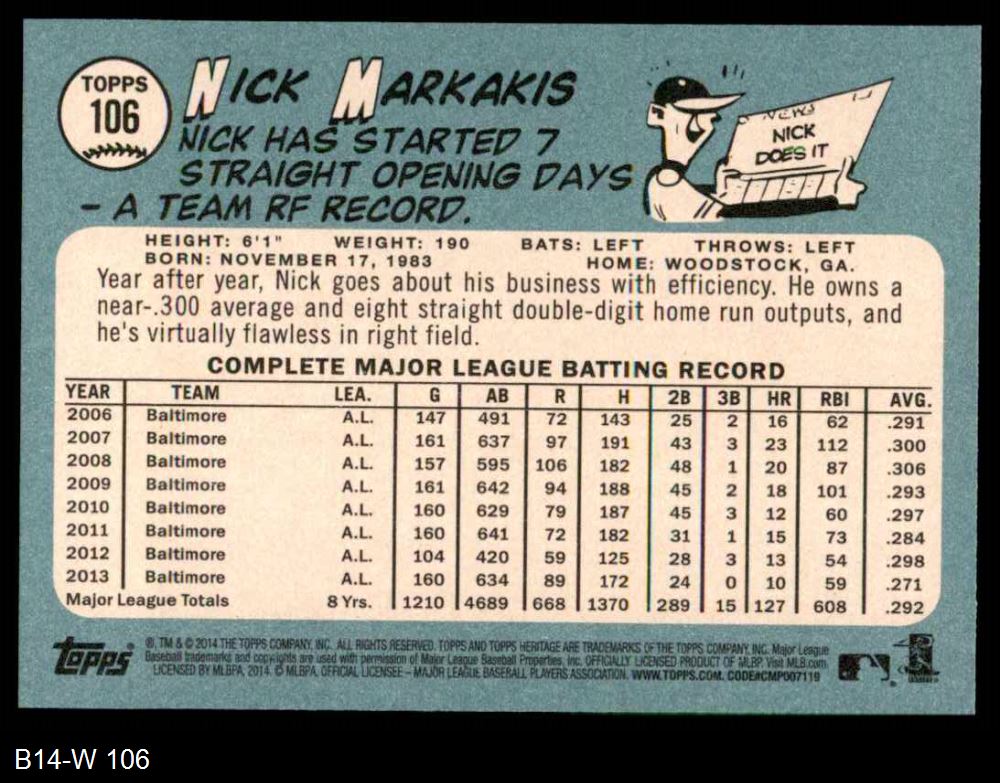 TOPPS
106
NICK MARKAKIS
NICK HAS STARTED 7
STRAIGHT OPENING DAYS
– A TEAM RF RECORD.
NEWS
NICK
DOES IT
HEIGHT: 6'1" WEIGHT: 190 BATS: LEFT THROWS: LEFT
BORN: NOVEMBER 17, 1983 HOME: WOODSTOCK, GA.
Year after year, Nick goes about his business with efficiency. He owns a
near-.300 average and eight straight double-digit home run outputs, and
he's virtually flawless in right field.
COMPLETE MAJOR LEAGUE BATTING RECORD
YEAR TEAM LEA. G AB R H 2B 3B HR RBI AVG.
2006 Baltimore A.L. 147 491 72 143 25 2 16 62 .291
2007 Baltimore A.L. 161 637 97 191 43 3 23 112 .300
2008 Baltimore A.L. 157 595 106 182 48 1 20 87 .306
2009 Baltimore A.L. 161 642 94 188 45 2 18 101 .293
2010 Baltimore A.L. 160 629 79 187 45 3 12 60 .297
2011 Baltimore A.L. 160 641 72 182 31 1 15 73 .284
2012 Baltimore A.L. 104 420 59 125 28 3 13 54 .298
2013 Baltimore A.L. 160 634 89 172 24 0 10 59 .271
Major League Totals 8 Yrs. 1210 4689 668 1370 289 15 127 608 .292
topps
®, TM & © 2014 THE TOPPS COMPANY, INC. ALL RIGHTS RESERVED. TOPPS AND TOPPS HERITAGE ARE TRADEMARKS OF THE TOPPS COMPANY, INC. Major League
Baseball trademarks and copyrights are used with permission of Major League Baseball Properties, Inc. OFFICIALLY LICENSED PRODUCT OF MLBP. Visit MLB.com.
LICENSED BY MLBPA, 2014. © MLBPA. OFFICIAL LICENSEE – MAJOR LEAGUE BASEBALL PLAYERS ASSOCIATION. WWW.TOPPS.COM. CODE#CMP007119
B14-W 106